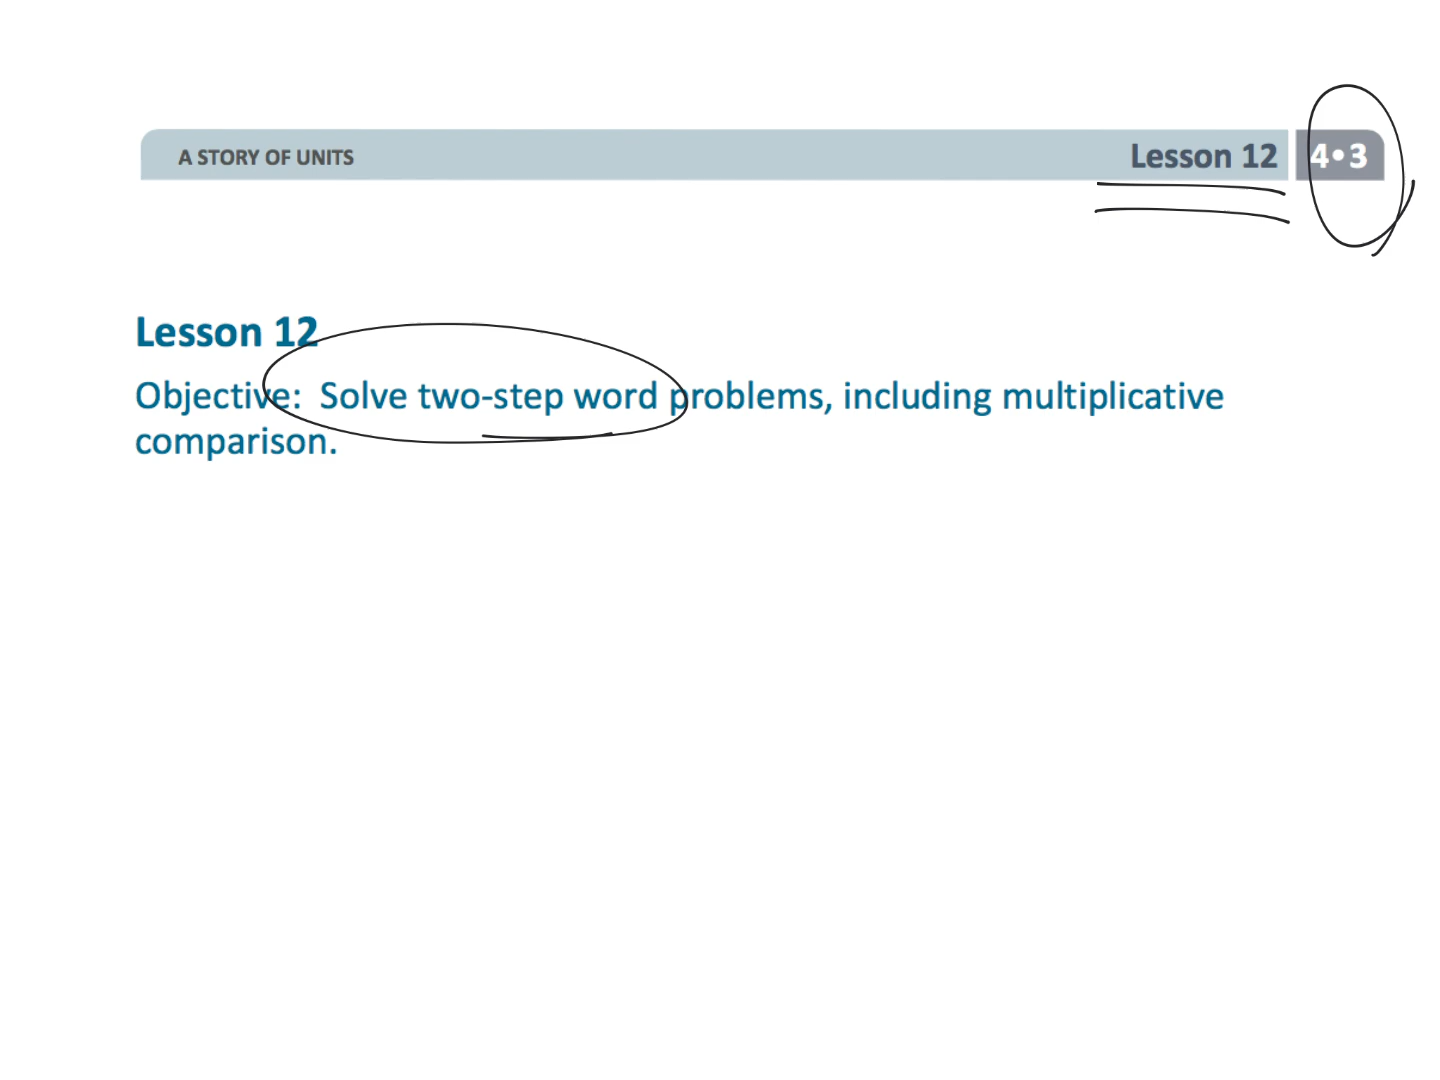 A STORY OF UNITS
Lesson 12
4•3
Lesson 12
Objective: Solve two-step word problems, including multiplicative
comparison.